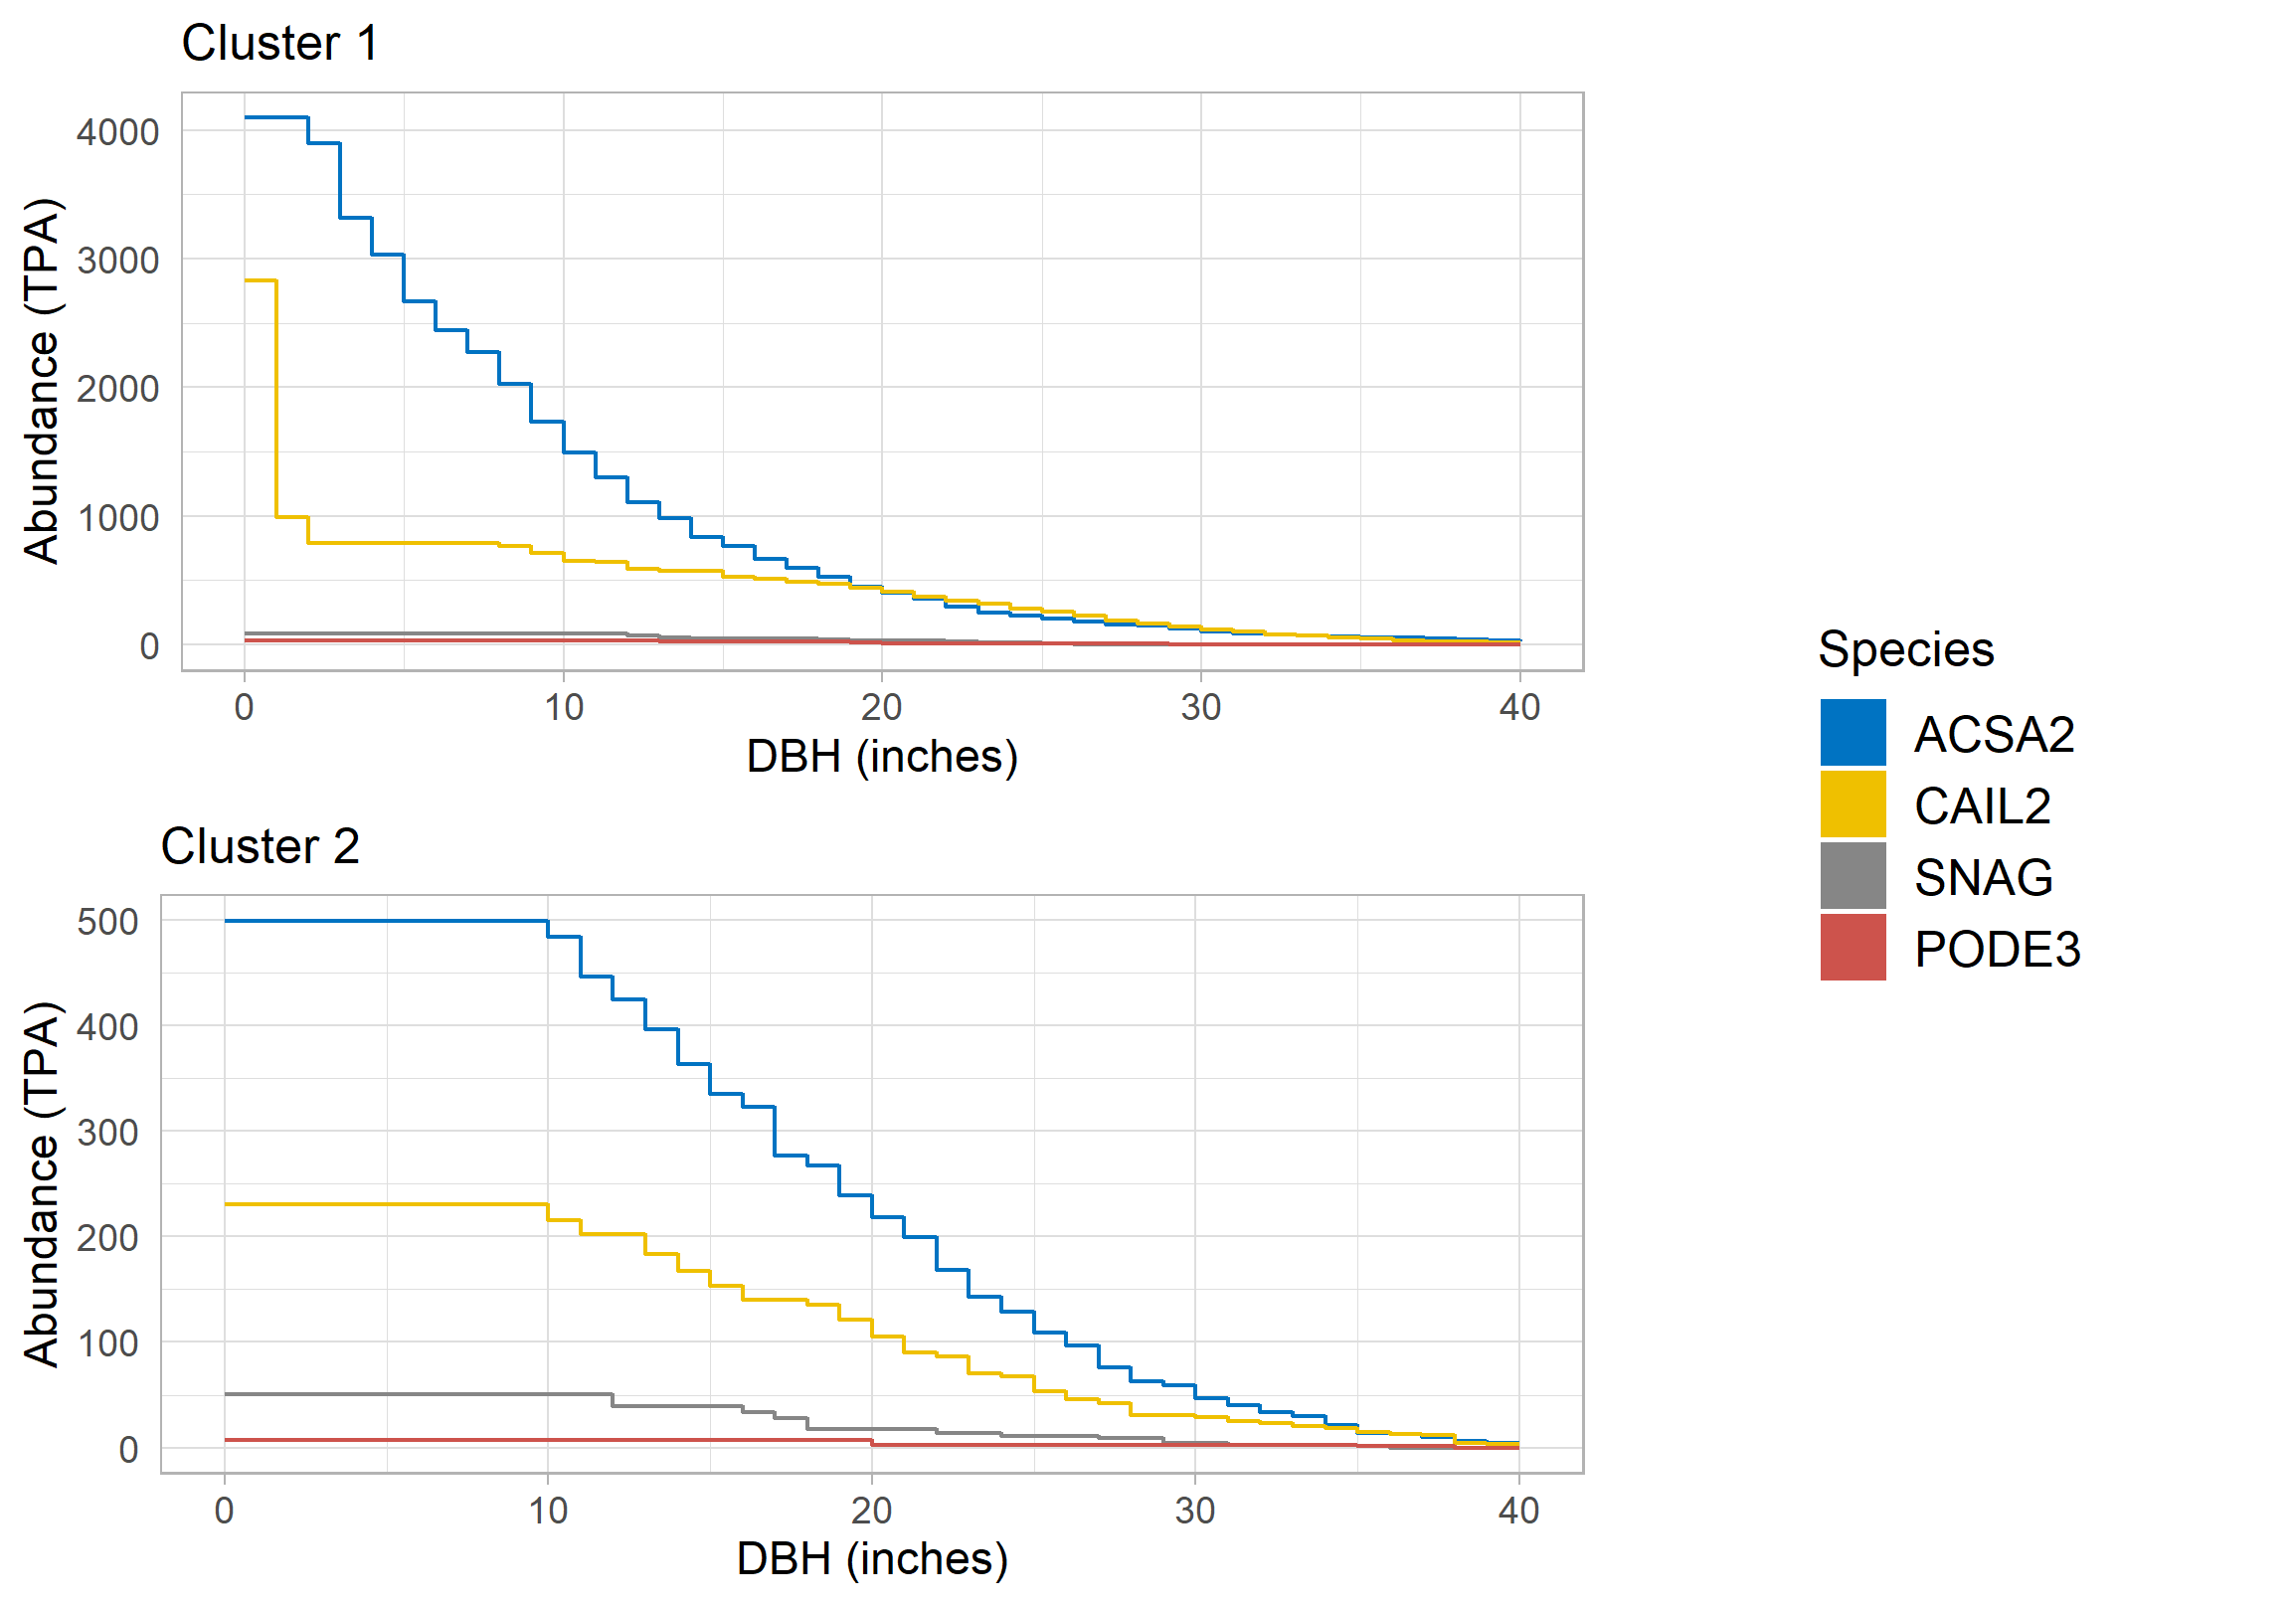 Cluster 1
Abundance (TPA)
4000
3000
2000
1000
0
0 10 20 30 40
DBH (inches)
Cluster 2
Abundance (TPA)
500
400
300
200
100
0
0 10 20 30 40
DBH (inches)
Species
ACSA2
CAIL2
SNAG
PODE3